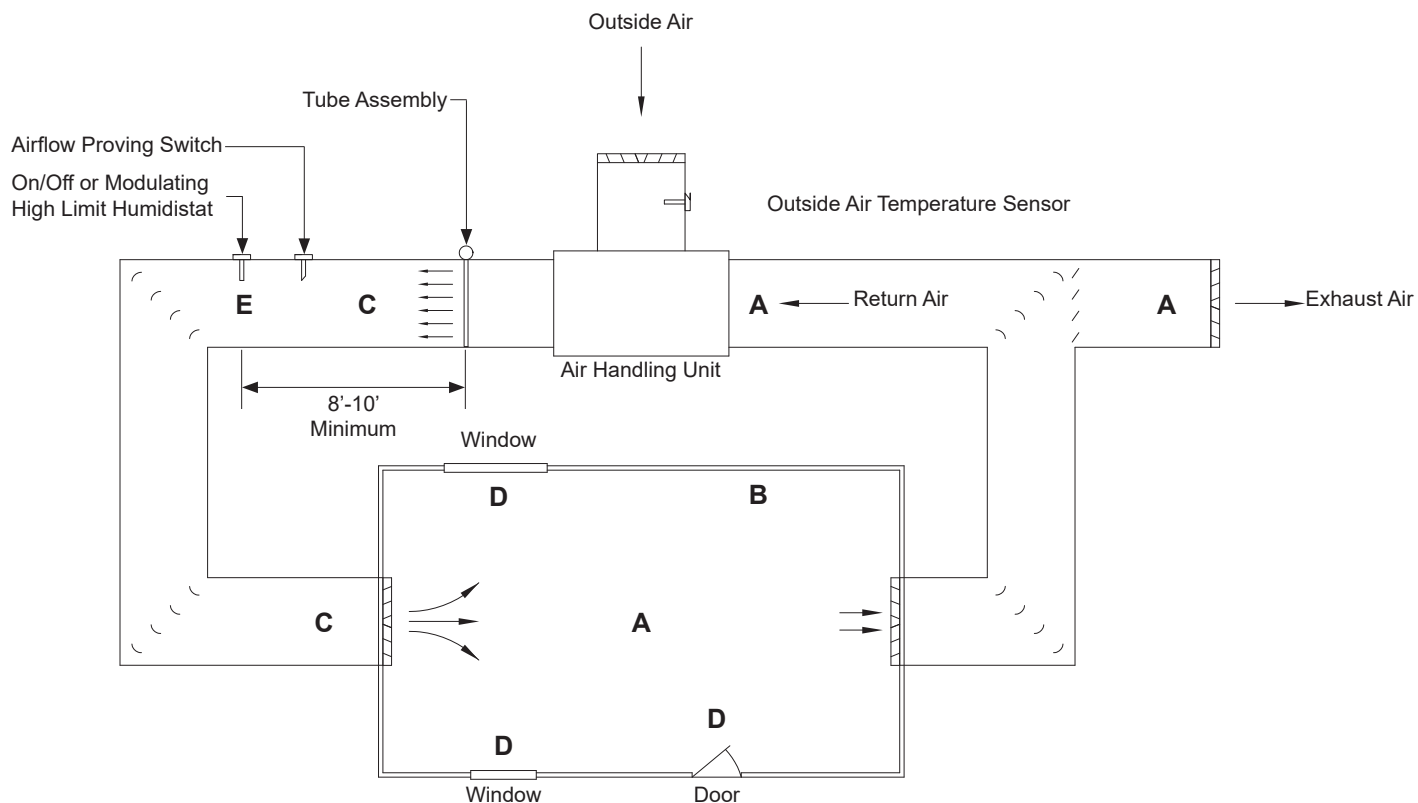 Outside Air
Tube Assembly
Airflow Proving Switch
On/Off or Modulating
High Limit Humidistat
Outside Air Temperature Sensor
E
C
A
Return Air
A
Exhaust Air
Air Handling Unit
8’-10’
Minimum
Window
D
B
C
A
D
D
Window
Door